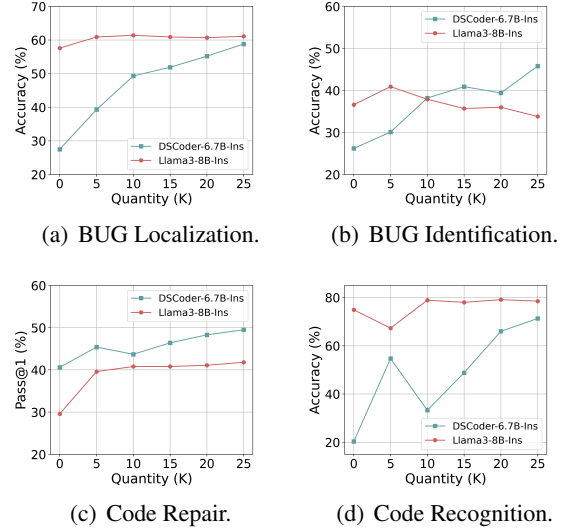 70
60
50
40
30
20
Accuracy (%)
DSCoder-6.7B-Ins
Llama3-8B-Ins
0 5 10 15 20 25
Quantity (K)
(a) BUG Localization.
60
50
40
30
20
Accuracy (%)
DSCoder-6.7B-Ins
Llama3-8B-Ins
0 5 10 15 20 25
Quantity (K)
(b) BUG Identification.
60
50
40
30
20
Pass@1 (%)
DSCoder-6.7B-Ins
Llama3-8B-Ins
0 5 10 15 20 25
Quantity (K)
(c) Code Repair.
80
60
40
20
Accuracy (%)
DSCoder-6.7B-Ins
Llama3-8B-Ins
0 5 10 15 20 25
Quantity (K)
(d) Code Recognition.